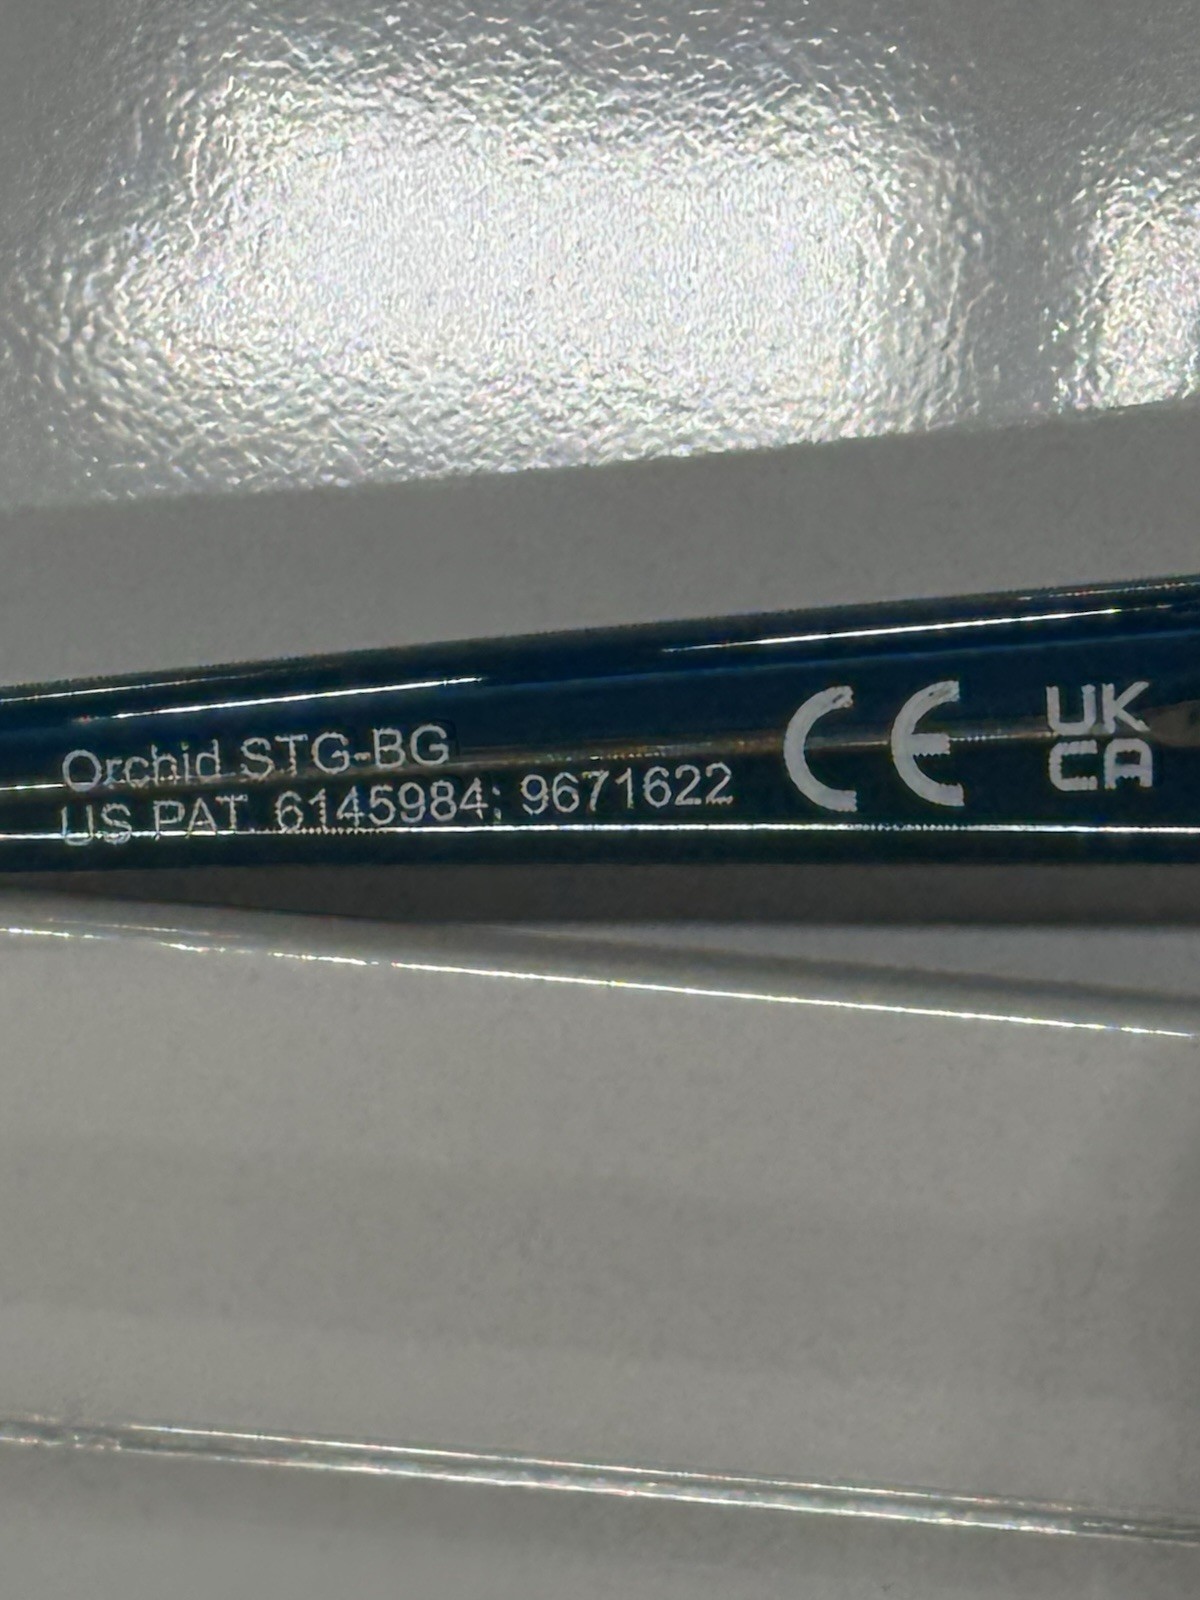 Orchid STG-BG
US PAT. 6145984; 9671622
CE
UK
CA